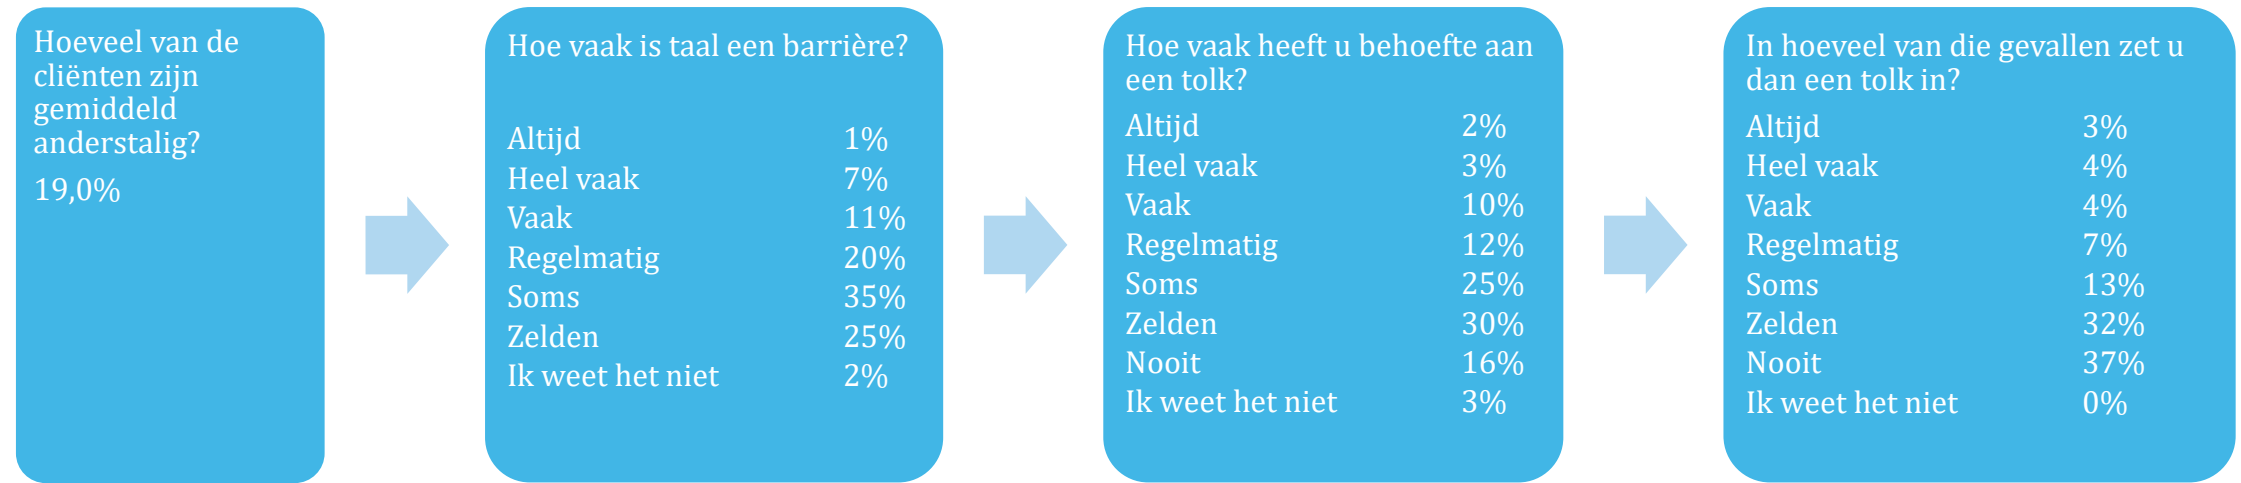 Hoeveel van de
cliënten zijn
gemiddeld
anderstalig?
19,0%
Hoe vaak is taal een barrière?
Altijd 1%
Heel vaak 7%
Vaak 11%
Regelmatig 20%
Soms 35%
Zelden 25%
Ik weet het niet 2%
Hoe vaak heeft u behoefte aan
een tolk?
Altijd 2%
Heel vaak 3%
Vaak 10%
Regelmatig 12%
Soms 25%
Zelden 30%
Nooit 16%
Ik weet het niet 3%
In hoeveel van die gevallen zet u
dan een tolk in?
Altijd 3%
Heel vaak 4%
Vaak 4%
Regelmatig 7%
Soms 13%
Zelden 32%
Nooit 37%
Ik weet het niet 0%